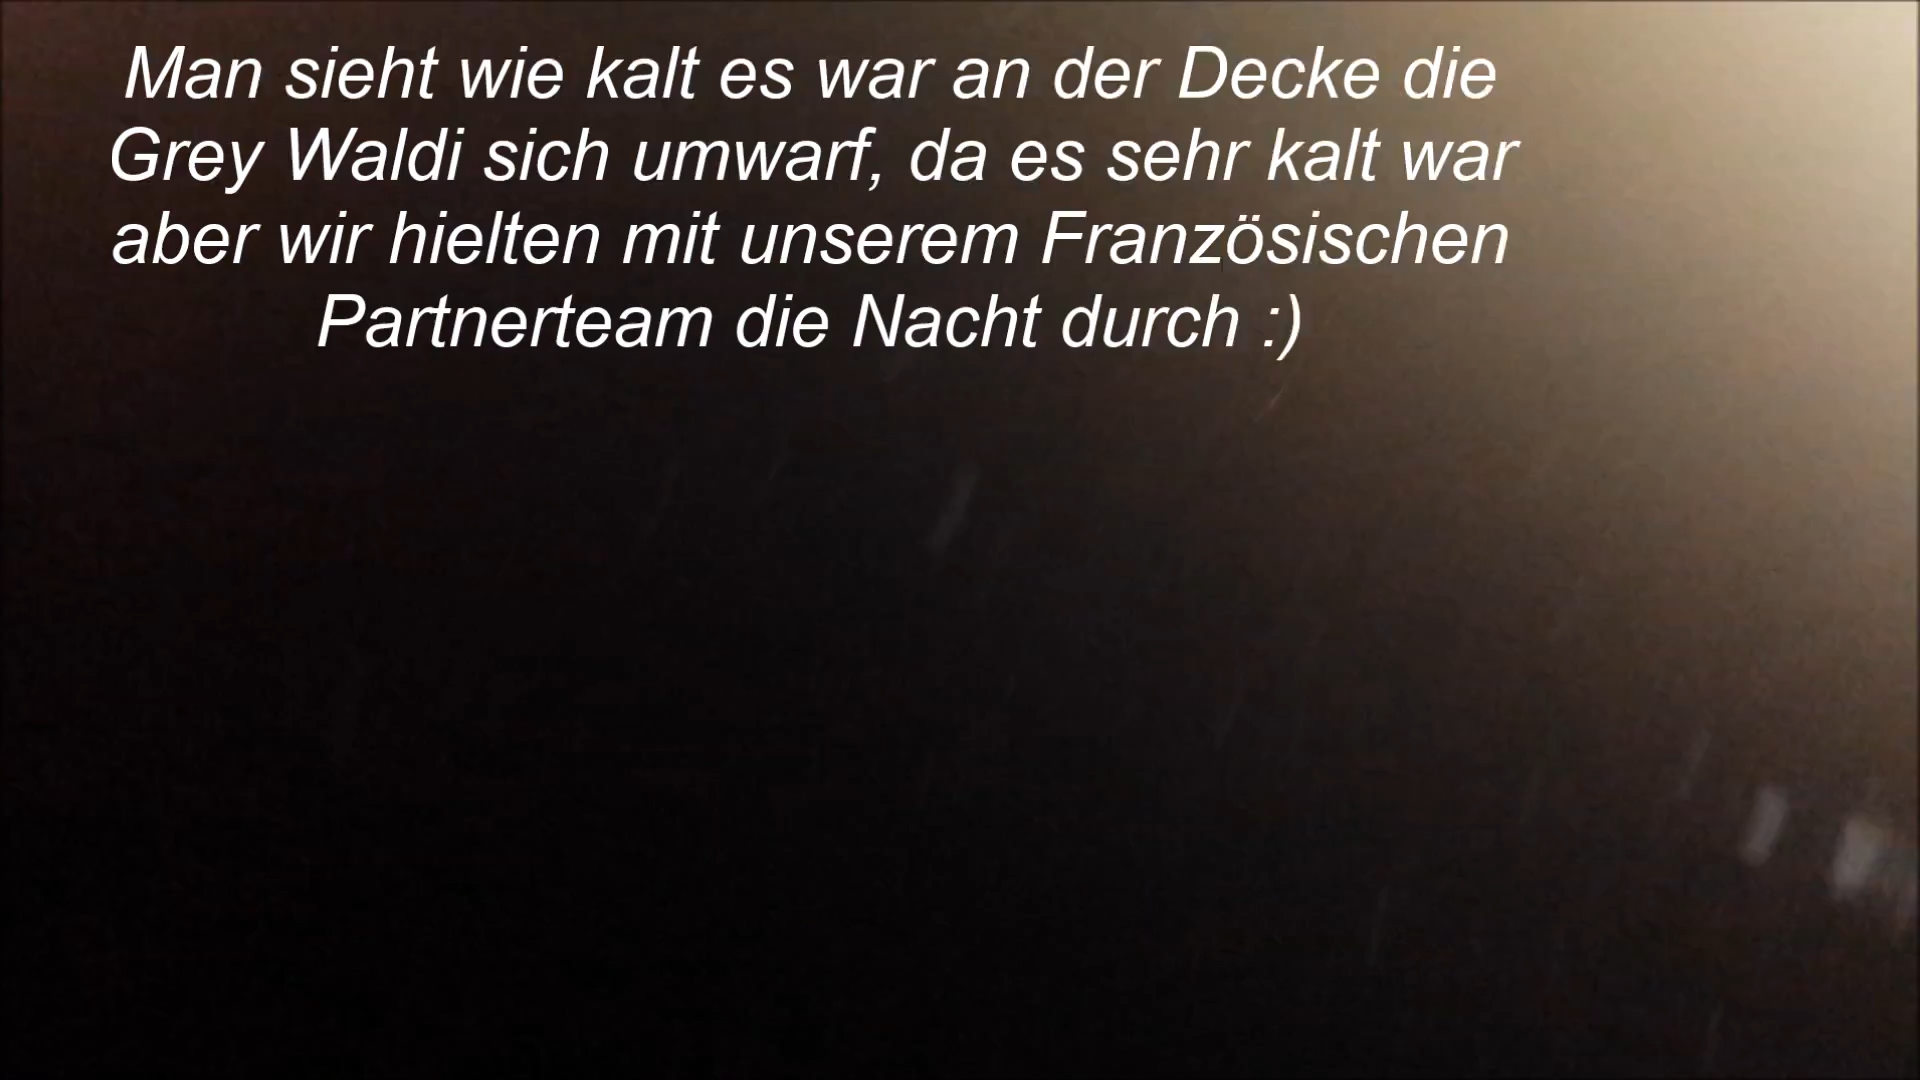 Man sieht wie kalt es war an der Decke die
Grey Waldi sich umwarf, da es sehr kalt war
aber wir hielten mit unserem Französischen
Partnerteam die Nacht durch :)